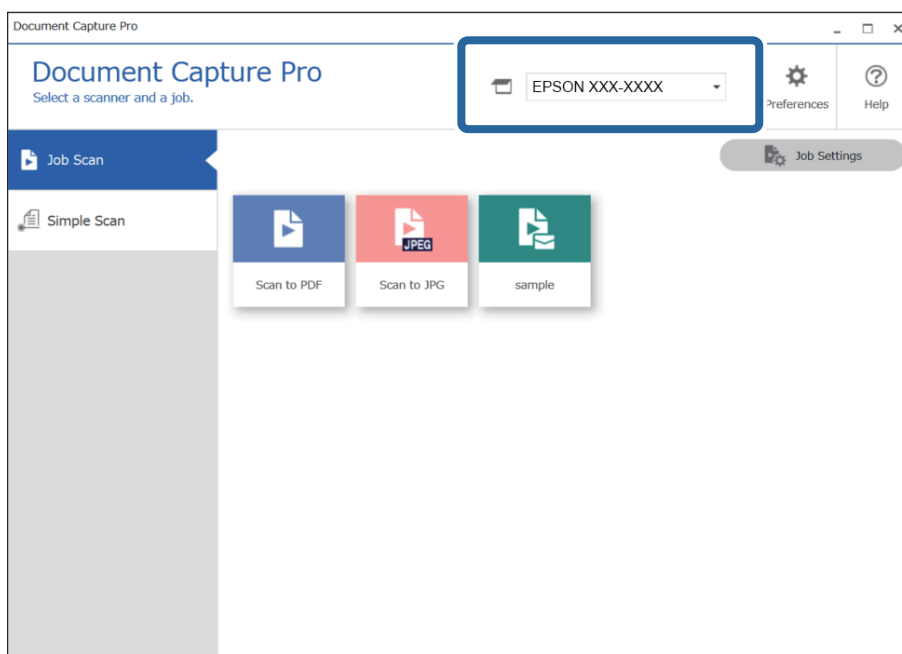 Document Capture Pro
Document Capture Pro
Select a scanner and a job.
EPSON XXX-XXXX
Preferences
Help
Job Scan
Job Settings
Simple Scan
JPEG
Scan to PDF
Scan to JPG
sample